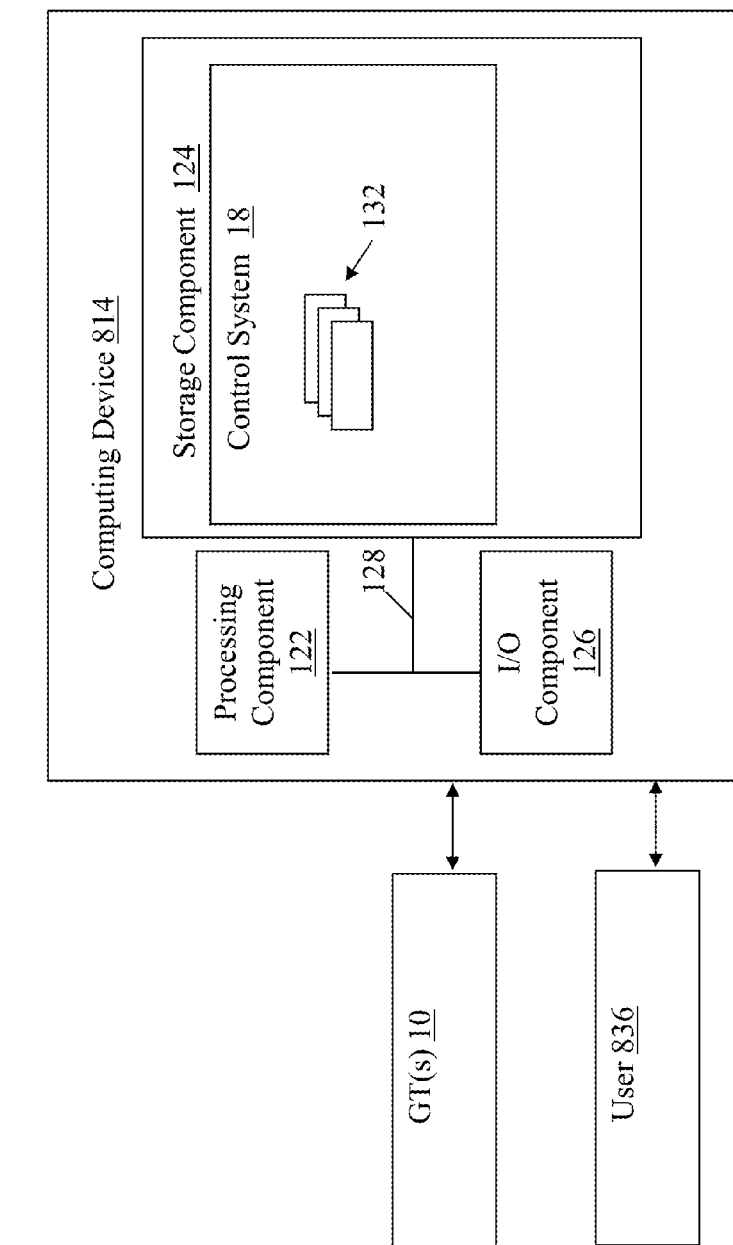 Computing Device 814
Storage Component 124
Control System 18
132
Processing
Component
122
128
I/O
Component
126
GT(s) 10
User 836